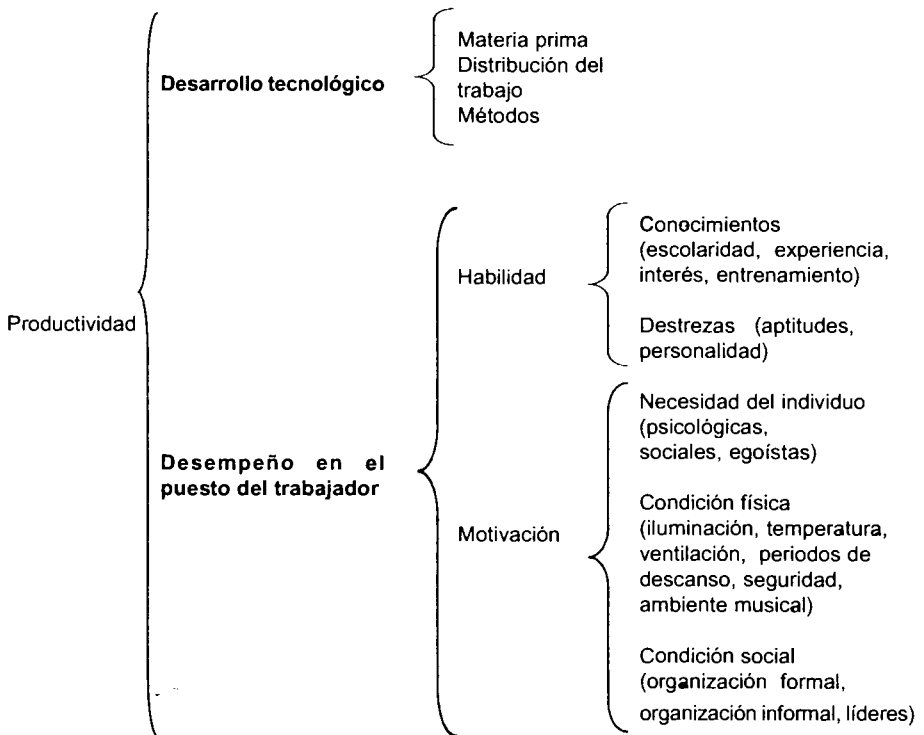 Productividad
Desarrollo tecnológico
Materia prima
Distribución del
trabajo
Métodos
Desempeño en el
puesto del trabajador
Habilidad
Conocimientos
(escolaridad, experiencia,
interés, entrenamiento)
Destrezas (aptitudes,
personalidad)
Motivación
Necesidad del individuo
(psicológicas,
sociales, egoístas)
Condición física
(iluminación, temperatura,
ventilación, periodos de
descanso, seguridad,
ambiente musical)
Condición social
(organización formal,
organización informal, líderes)